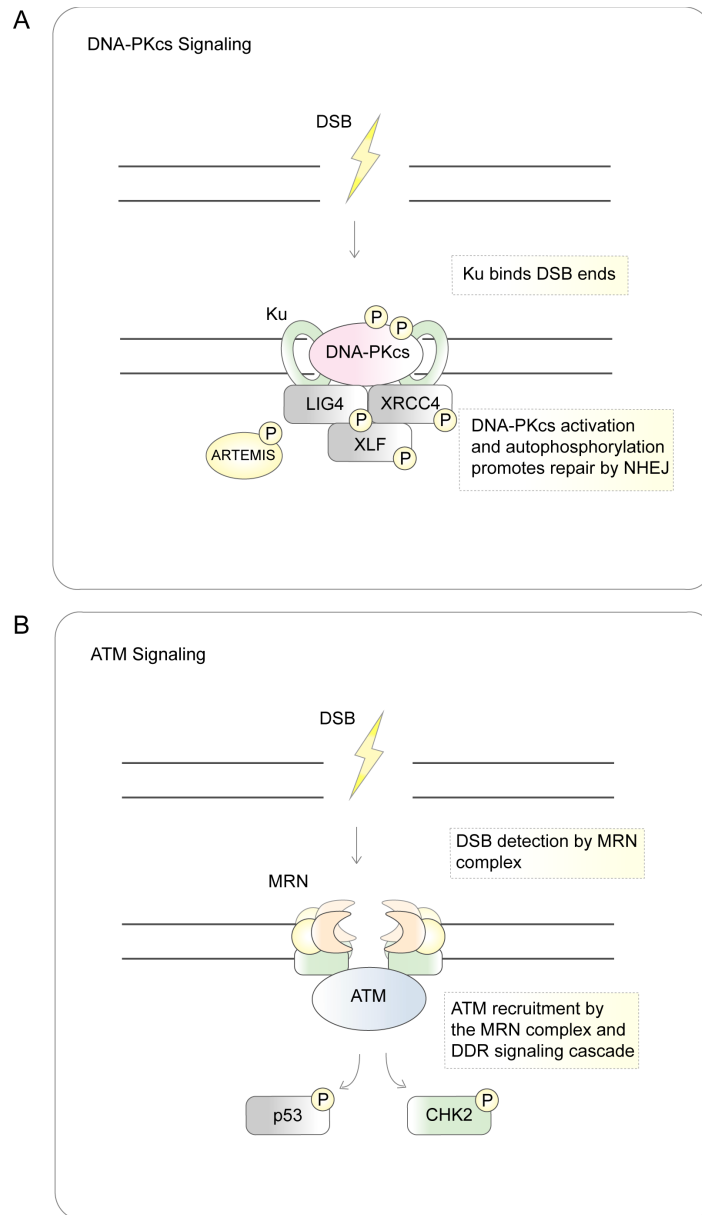 A
DNA-PKcs Signaling
DSB
Ku binds DSB ends
Ku
P
P
DNA-PKcs
LIG4
XRCC4
P
P
XLF
P
P
ARTEMIS
DNA-PKcs activation
and autophosphorylation
promotes repair by NHEJ
B
ATM Signaling
DSB
DSB detection by MRN
complex
MRN
ATM
ATM recruitment by
the MRN complex and
DDR signaling cascade
p53
P
CHK2
P